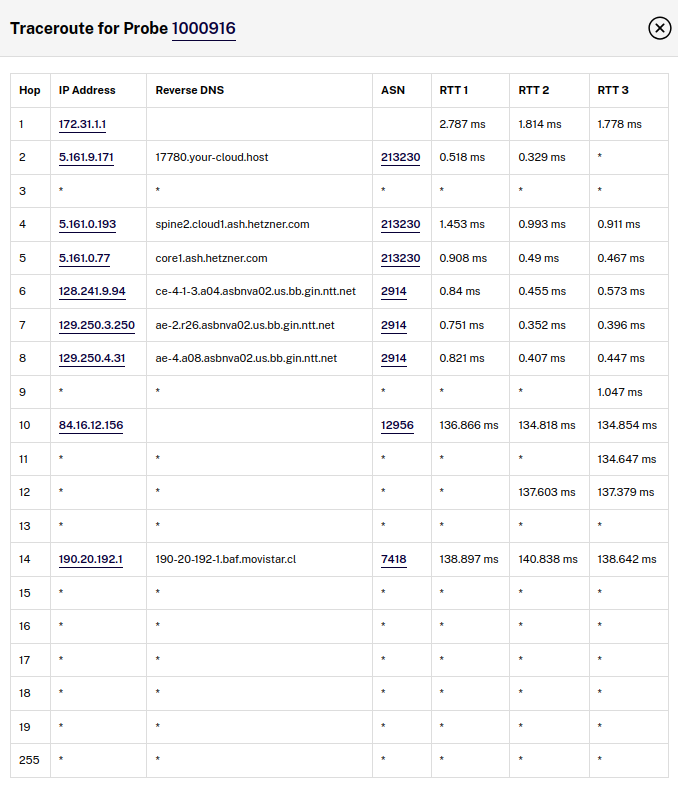 Traceroute for Probe 1000916
Hop IP Address Reverse DNS ASN RTT 1 RTT 2 RTT 3
1 172.31.1.1 2.787 ms 1.814 ms 1.778 ms
2 5.161.9.171 17780.your-cloud.host 213230 0.518 ms 0.329 ms *
3 * * * * * *
4 5.161.0.193 spine2.cloud1.ash.hetzner.com 213230 1.453 ms 0.993 ms 0.911 ms
5 5.161.0.77 core1.ash.hetzner.com 213230 0.908 ms 0.49 ms 0.467 ms
6 128.241.9.94 ce-4-1-3.a04.asbnva02.us.bb.gin.ntt.net 2914 0.84 ms 0.455 ms 0.573 ms
7 129.250.3.250 ae-2.r26.asbnva02.us.bb.gin.ntt.net 2914 0.751 ms 0.352 ms 0.396 ms
8 129.250.4.31 ae-4.a08.asbnva02.us.bb.gin.ntt.net 2914 0.821 ms 0.407 ms 0.447 ms
9 * * * * * 1.047 ms
10 84.16.12.156 12956 136.866 ms 134.818 ms 134.854 ms
11 * * * * * 134.647 ms
12 * * * * 137.603 ms 137.379 ms
13 * * * * * *
14 190.20.192.1 190-20-192-1.baf.movistar.cl 7418 138.897 ms 140.838 ms 138.642 ms
15 * * * * * *
16 * * * * * *
17 * * * * * *
18 * * * * * *
19 * * * * * *
255 * * * * * *